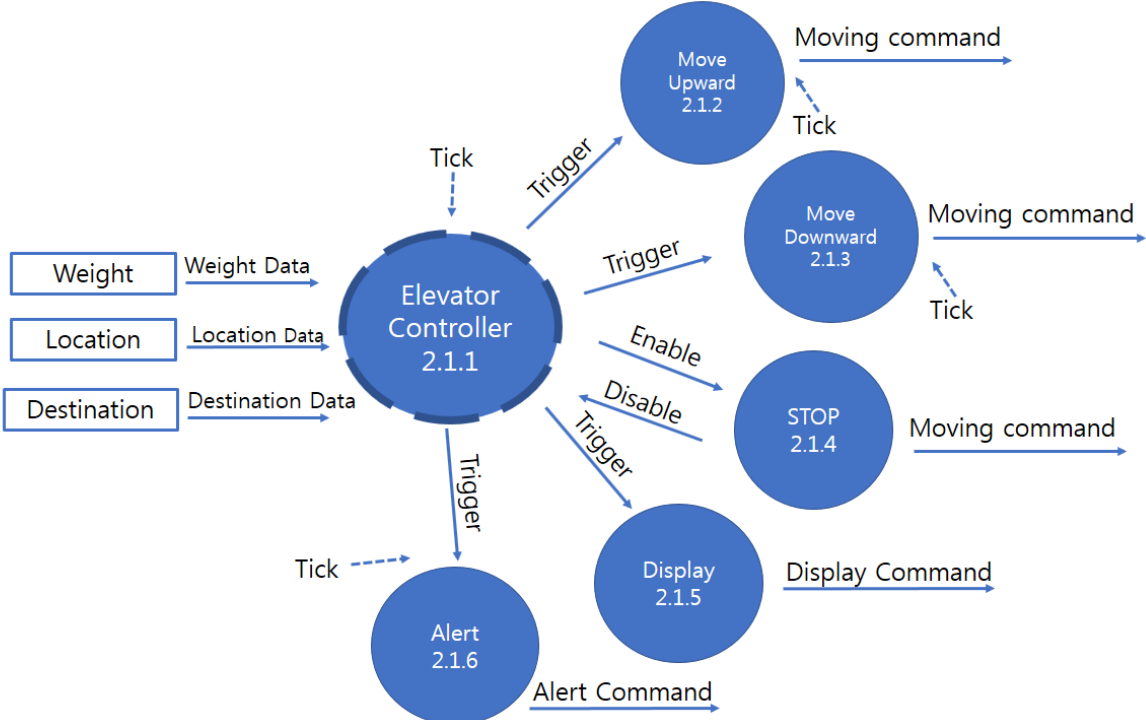 Move
Upward
2.1.2
Moving command
Tick
Trigger
Tick
Move
Downward
2.1.3
Moving command
Tick
Trigger
Weight
Weight Data
Location
Location Data
Destination
Destination Data
Elevator
Controller
2.1.1
Enable
Disable
STOP
2.1.4
Moving command
Trigger
Trigger
Display
2.1.5
Display Command
Tick
Alert
2.1.6
Alert Command